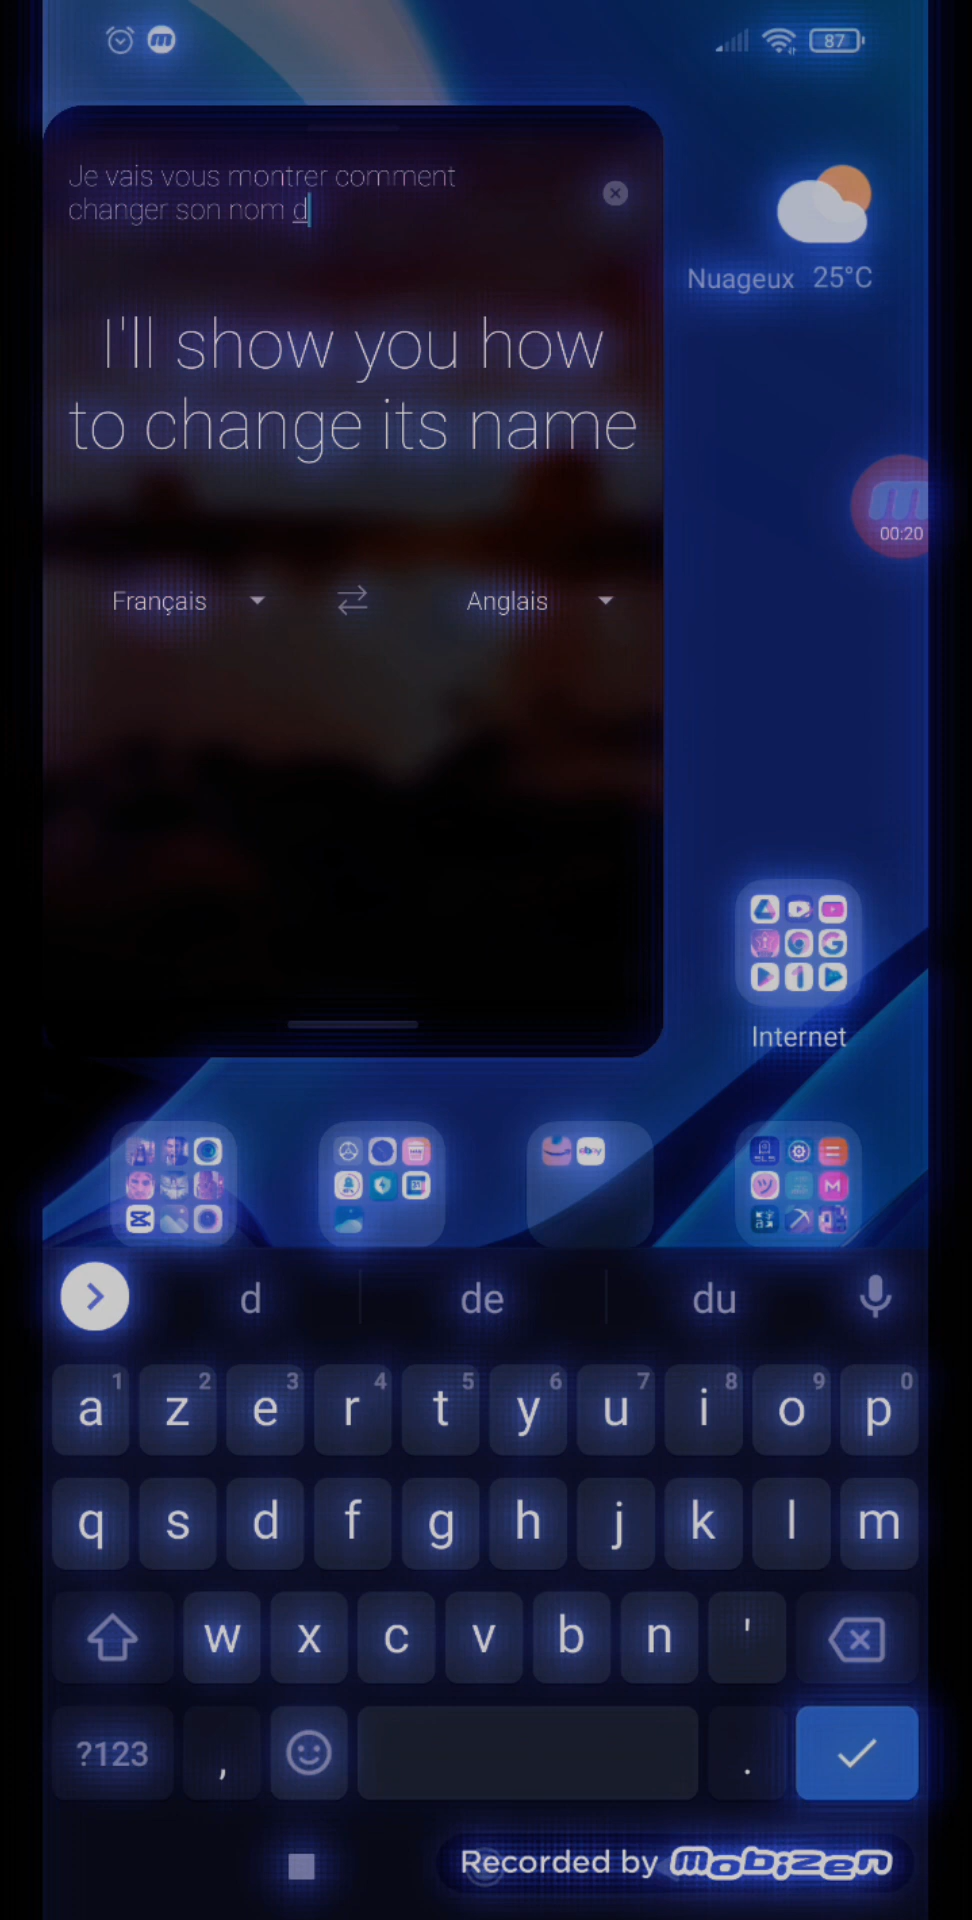 87
Je vais vous montrer comment
changer son nom d
I'll show you how
to change its name
Nuageux 25°C
00:20
Français Anglais
Internet
ebay
d de du
1 2 3 4 5 6 7 8 9 0
a z e r t y u i o p
q s d f g h j k l m
w x c v b n '
?123 , .
Recorded by mobizen